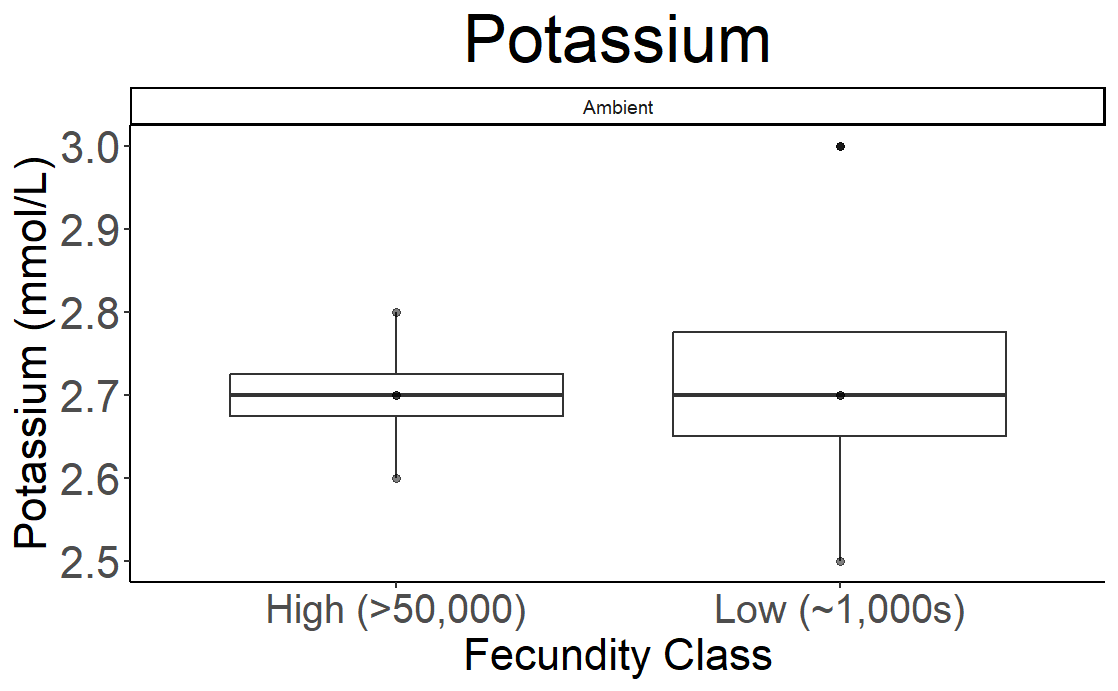 Potassium
Ambient
Potassium (mmol/L)
3.0
2.9
2.8
2.7
2.6
2.5
High (>50,000)
Low (~1,000s)
Fecundity Class